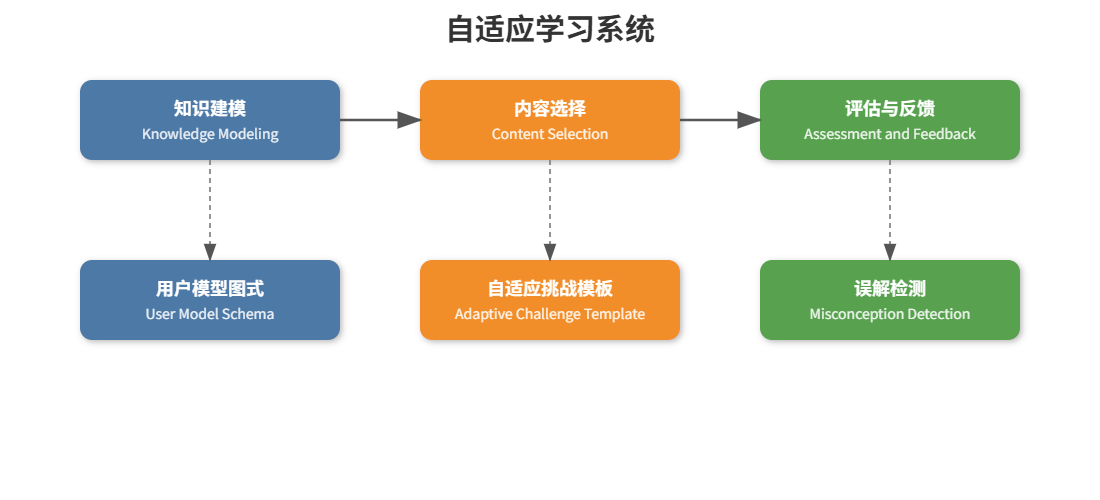 自适应学习系统
知识建模
Knowledge Modeling
内容选择
Content Selection
评估与反馈
Assessment and Feedback
用户模型图式
User Model Schema
自适应挑战模板
Adaptive Challenge Template
误解检测
Misconception Detection